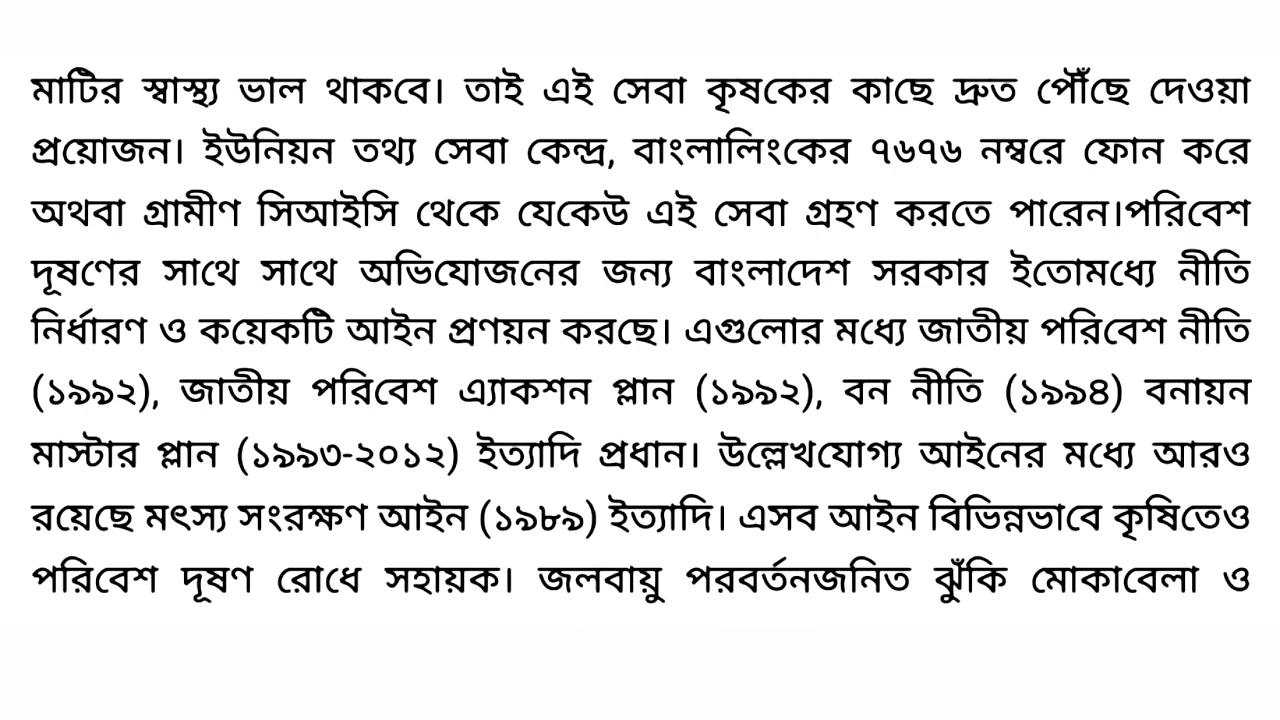 মাটির স্বাস্থ্য ভাল থাকবে। তাই এই সেবা কৃষকের কাছে দ্রুত পৌঁছে দেওয়া
প্রয়োজন। ইউনিয়ন তথ্য সেবা কেন্দ্র, বাংলালিংকের ৭৬৭৬ নম্বরে ফোন করে
অথবা গ্রামীণ সিআইসি থেকে যেকেউ এই সেবা গ্রহণ করতে পারেন।পরিবেশ
দূষণের সাথে সাথে অভিযোজনের জন্য বাংলাদেশ সরকার ইতোমধ্যে নীতি
নির্ধারণ ও কয়েকটি আইন প্রণয়ন করছে। এগুলোর মধ্যে জাতীয় পরিবেশ নীতি
(১৯৯২), জাতীয় পরিবেশ এ্যাকশন প্লান (১৯৯২), বন নীতি (১৯৯৪) বনায়ন
মাস্টার প্লান (১৯৯৩-২০১২) ইত্যাদি প্রধান। উল্লেখযোগ্য আইনের মধ্যে আরও
রয়েছে মৎস্য সংরক্ষণ আইন (১৯৮৯) ইত্যাদি। এসব আইন বিভিন্নভাবে কৃষিতেও
পরিবেশ দূষণ রোধে সহায়ক। জলবায়ু পরবর্তনজনিত ঝুঁকি মোকাবেলা ও